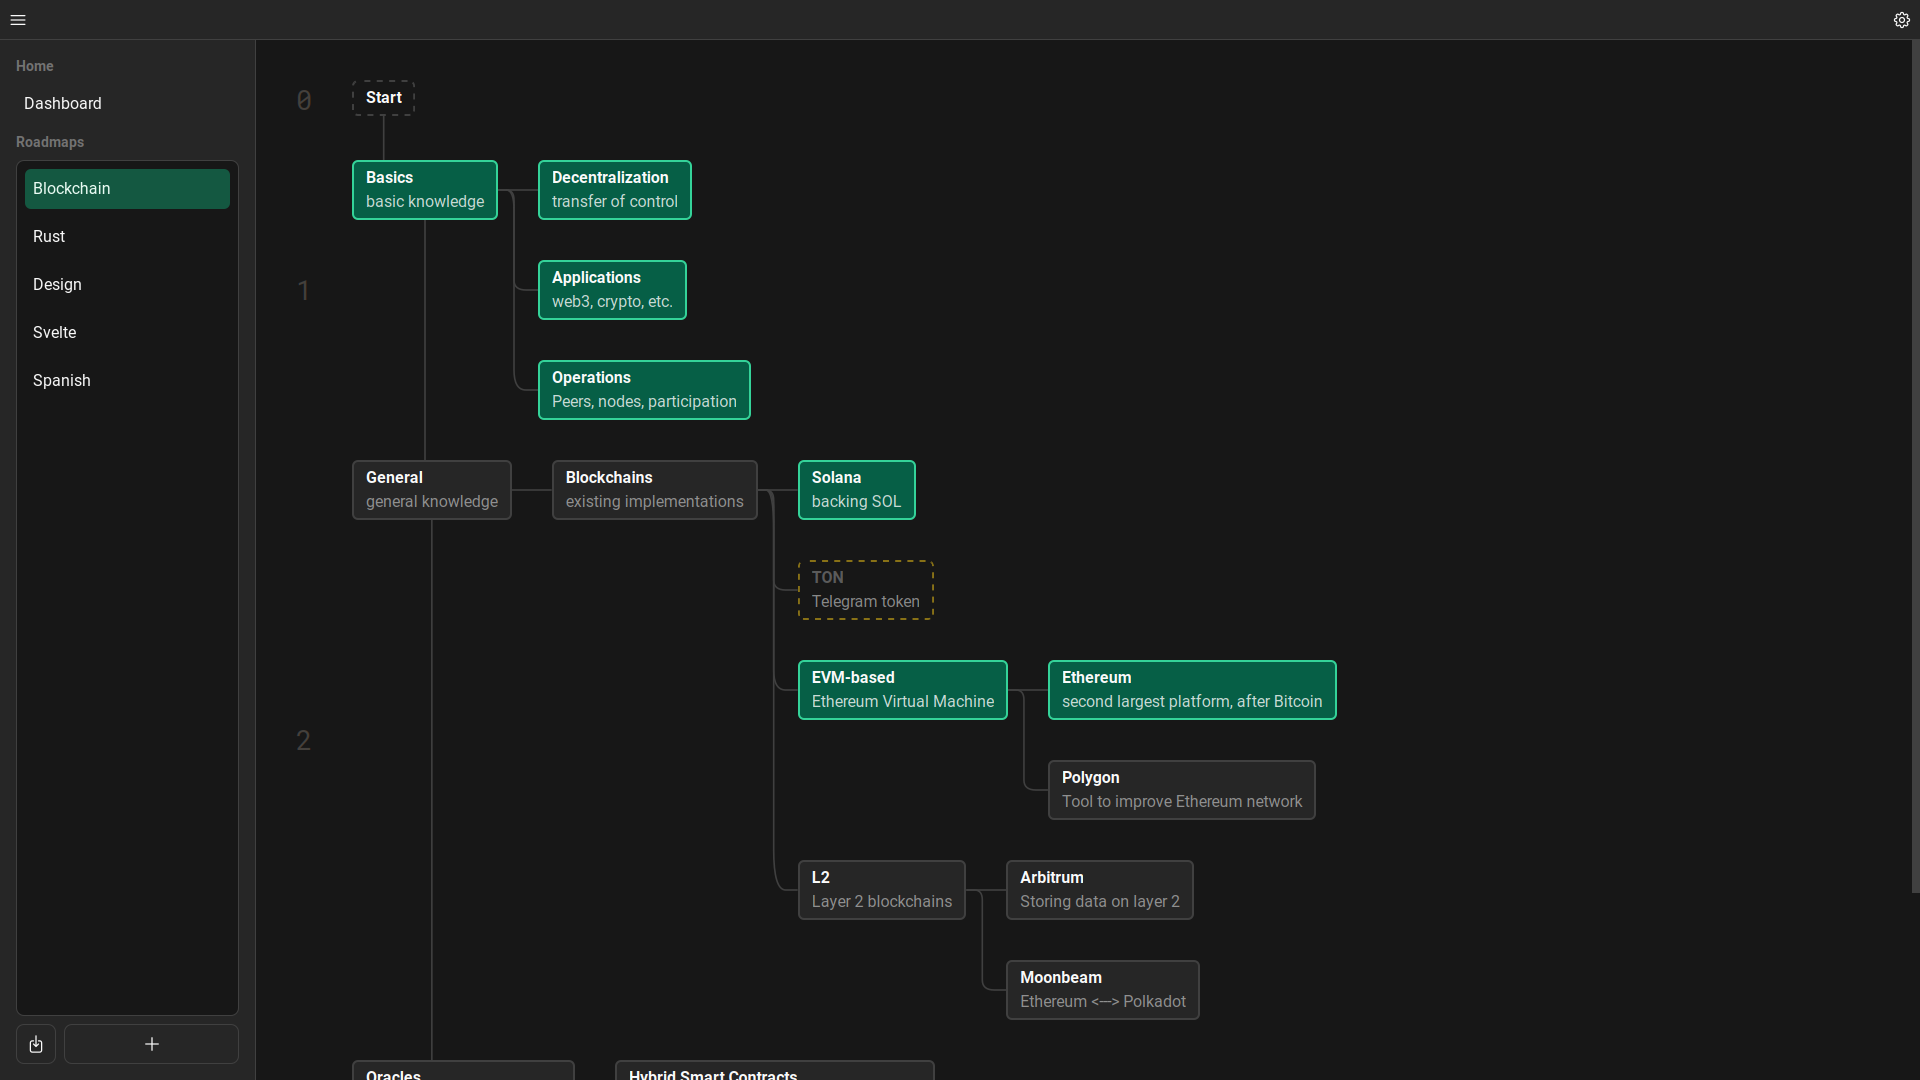 Home
Dashboard
Roadmaps
Blockchain
Rust
Design
Svelte
Spanish
0
Start
1
Basics
basic knowledge
Decentralization
transfer of control
Applications
web3, crypto, etc.
Operations
Peers, nodes, participation
2
General
general knowledge
Blockchains
existing implementations
Solana
backing SOL
TON
Telegram token
EVM-based
Ethereum Virtual Machine
Ethereum
second largest platform, after Bitcoin
Polygon
Tool to improve Ethereum network
L2
Layer 2 blockchains
Arbitrum
Storing data on layer 2
Moonbeam
Ethereum <—> Polkadot
Oracles
Hybrid Smart Contracts